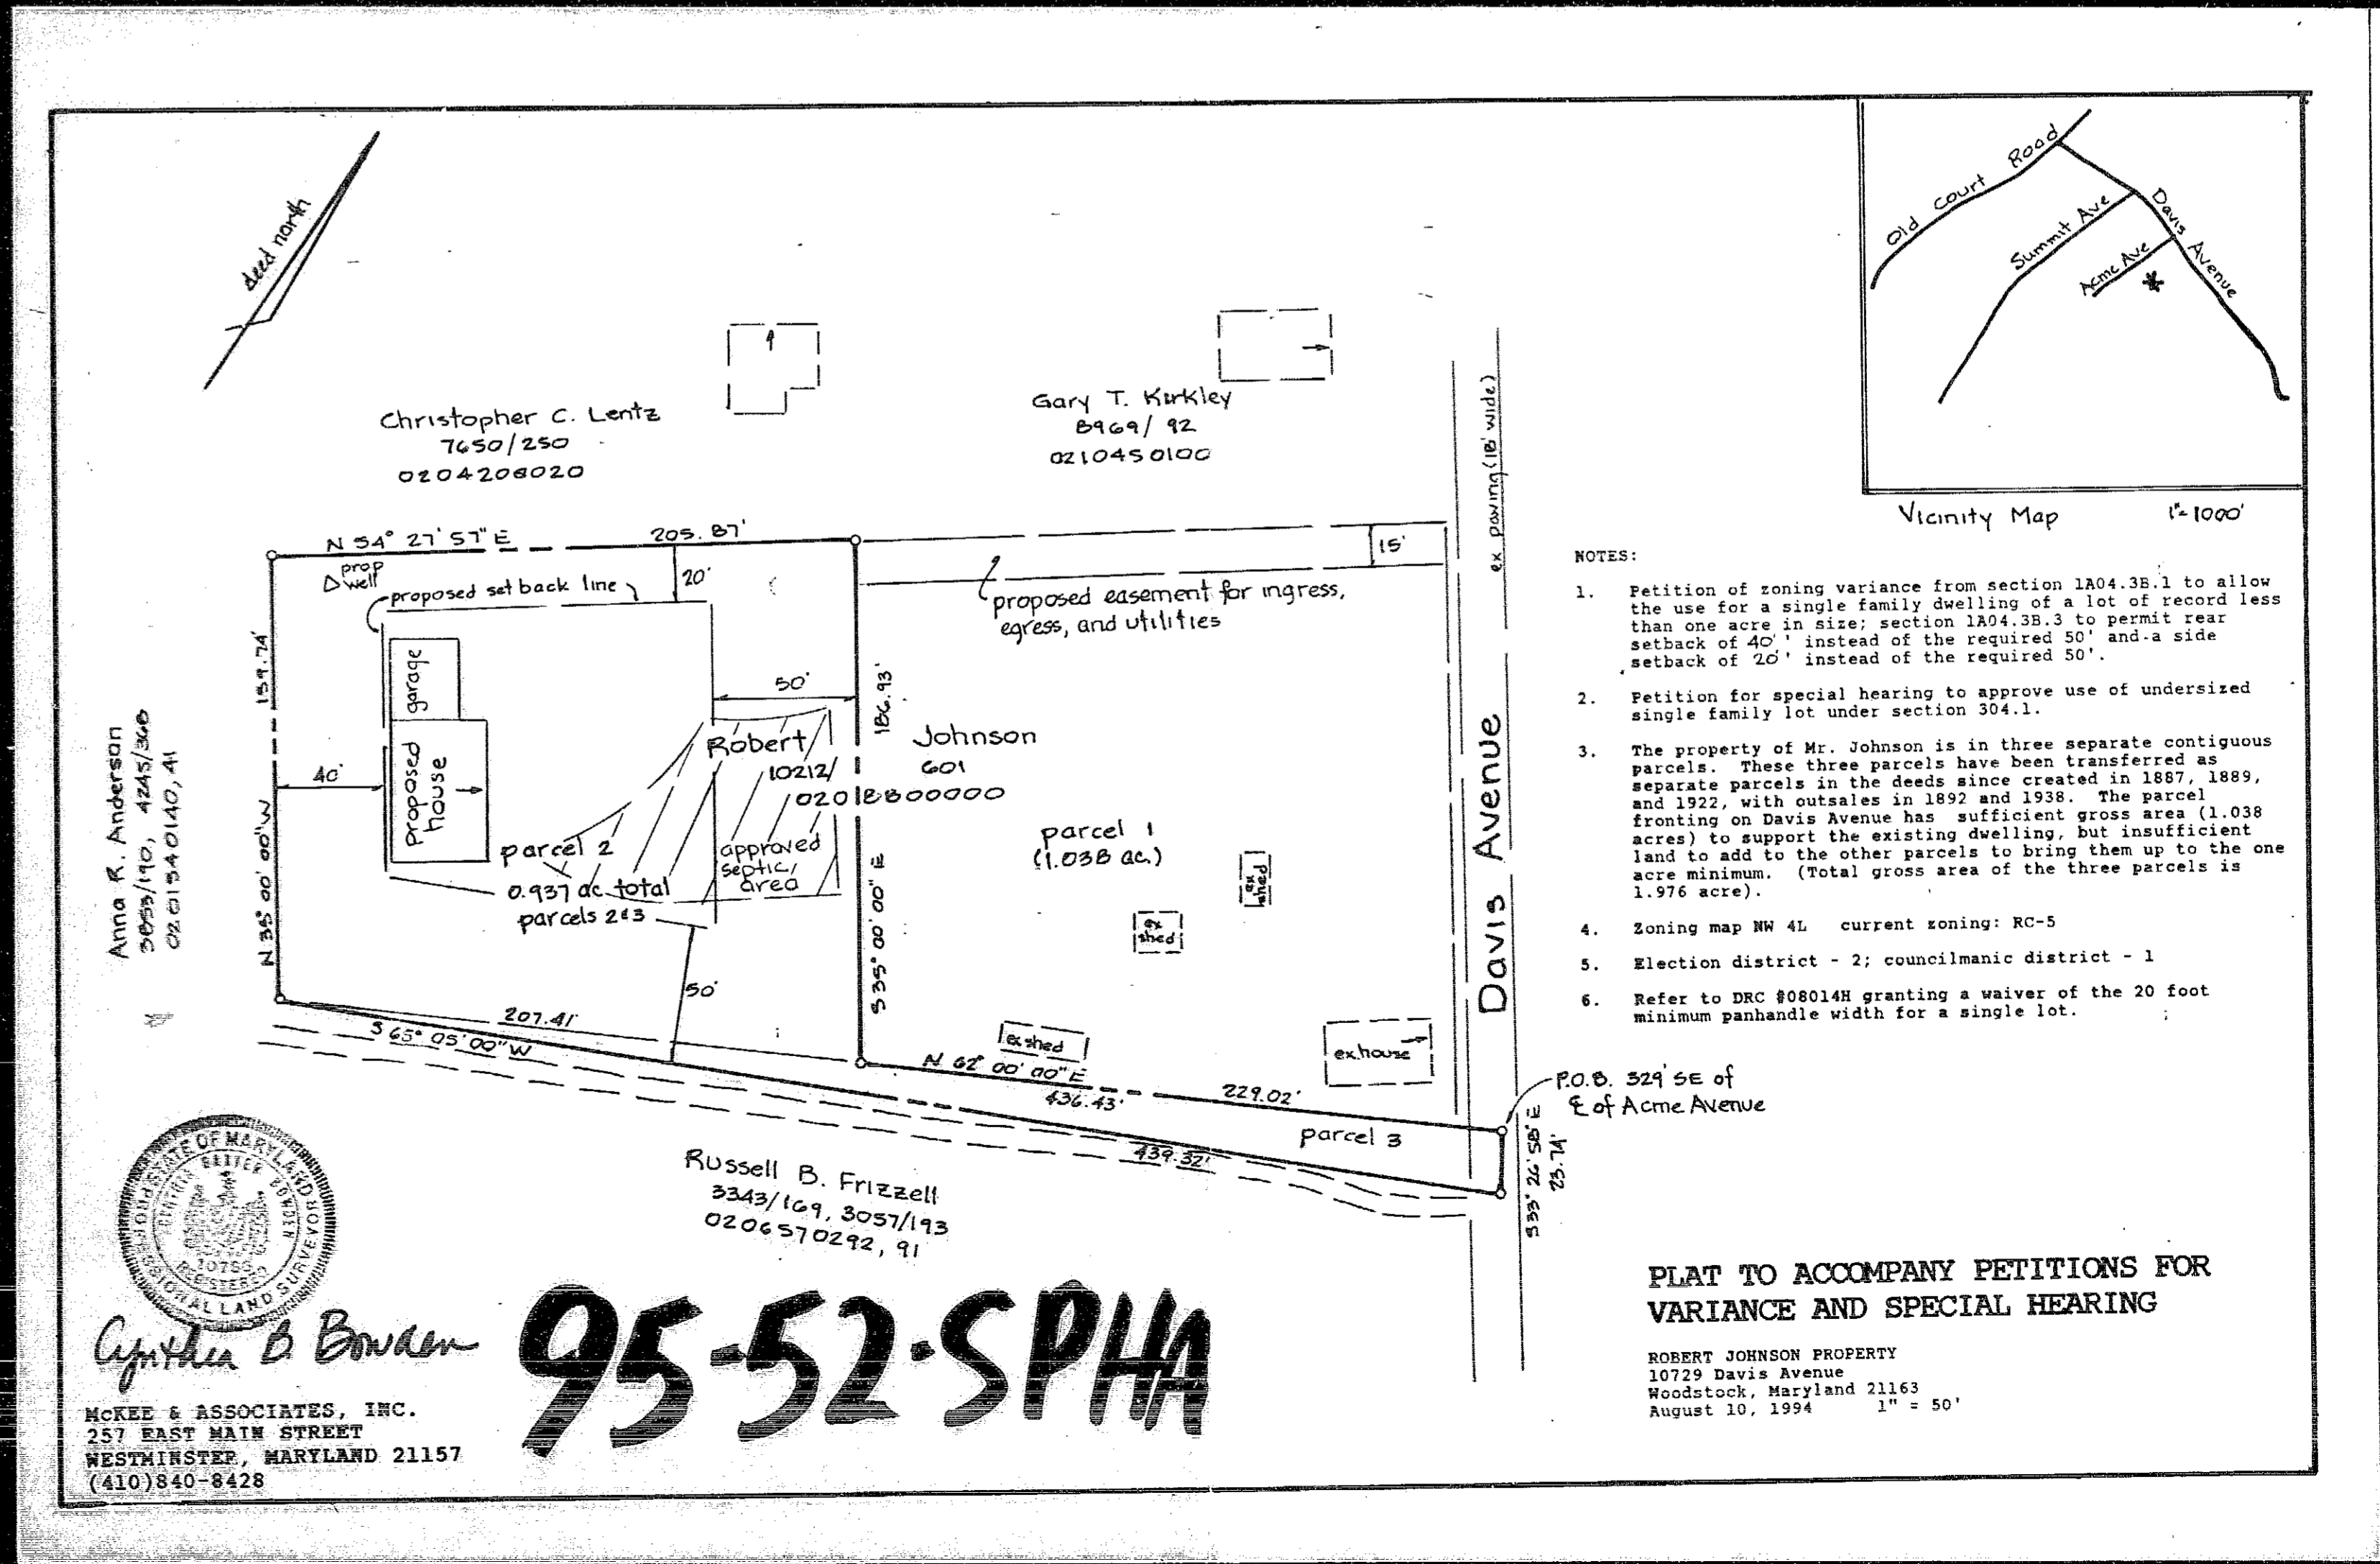 deed north
Old Court Road
Summit Ave
Acme Ave
Davis Avenue
Vicinity Map 1"=1000'
Christopher C. Lentz
7650/250
0204208020
Gary T. Kirkley
8969/ 92
0210450100
ex paving (18' wide)
N 54° 27' 57" E 205.87'
prop
well
proposed set back line
20'
15'
proposed easement for ingress,
egress, and utilities
garage
proposed
house
40'
50'
186.93'
S 35° 00' 00" E
N 35° 00' 00" W
Anna R. Anderson
Robert Johnson
10212/ 601
020188000000
parcel 2
0.937 ac total
parcels 2&3
approved
septic
area
parcel 1
(1.038 ac.)
ex
shed
ex
shed
ex shed
ex house
50'
207.41'
S 65° 05' 00" W
N 62° 00' 00" E
436.43'
229.02'
439.32'
parcel 3
Davis Avenue
P.O.B. 329' SE of
℄ of Acme Avenue
S33° 26' 58" E
23.74'
Russell B. Frizzell
3343/169, 3057/193
0206570292, 91
NOTES:
1. Petition of zoning variance from section 1A04.3B.1 to allow
the use for a single family dwelling of a lot of record less
than one acre in size; section 1A04.3B.3 to permit rear
setback of 40' ' instead of the required 50' and a side
setback of 20 ' instead of the required 50'.
2. Petition for special hearing to approve use of undersized
single family lot under section 304.1.
3. The property of Mr. Johnson is in three separate contiguous
parcels. These three parcels have been transferred as
separate parcels in the deeds since created in 1887, 1889,
and 1922, with outsales in 1892 and 1938. The parcel
fronting on Davis Avenue has sufficient gross area (1.038
acres) to support the existing dwelling, but insufficient
land to add to the other parcels to bring them up to the one
acre minimum. (Total gross area of the three parcels is
1.976 acre).
4. Zoning map NW 4L current zoning: RC-5
5. Election district - 2; councilmanic district - 1
6. Refer to DRC #08014H granting a waiver of the 20 foot
minimum panhandle width for a single lot.
STATE OF MARYLAND
PROFESSIONAL LAND SURVEYOR
REGISTERED
Cynthia B. Bowden
McKEE & ASSOCIATES, INC.
257 EAST MAIN STREET
WESTMINSTER, MARYLAND 21157
(410)840-8428
95-52-SPHA
PLAT TO ACCOMPANY PETITIONS FOR
VARIANCE AND SPECIAL HEARING
ROBERT JOHNSON PROPERTY
10729 Davis Avenue
Woodstock, Maryland 21163
August 10, 1994 1" = 50'